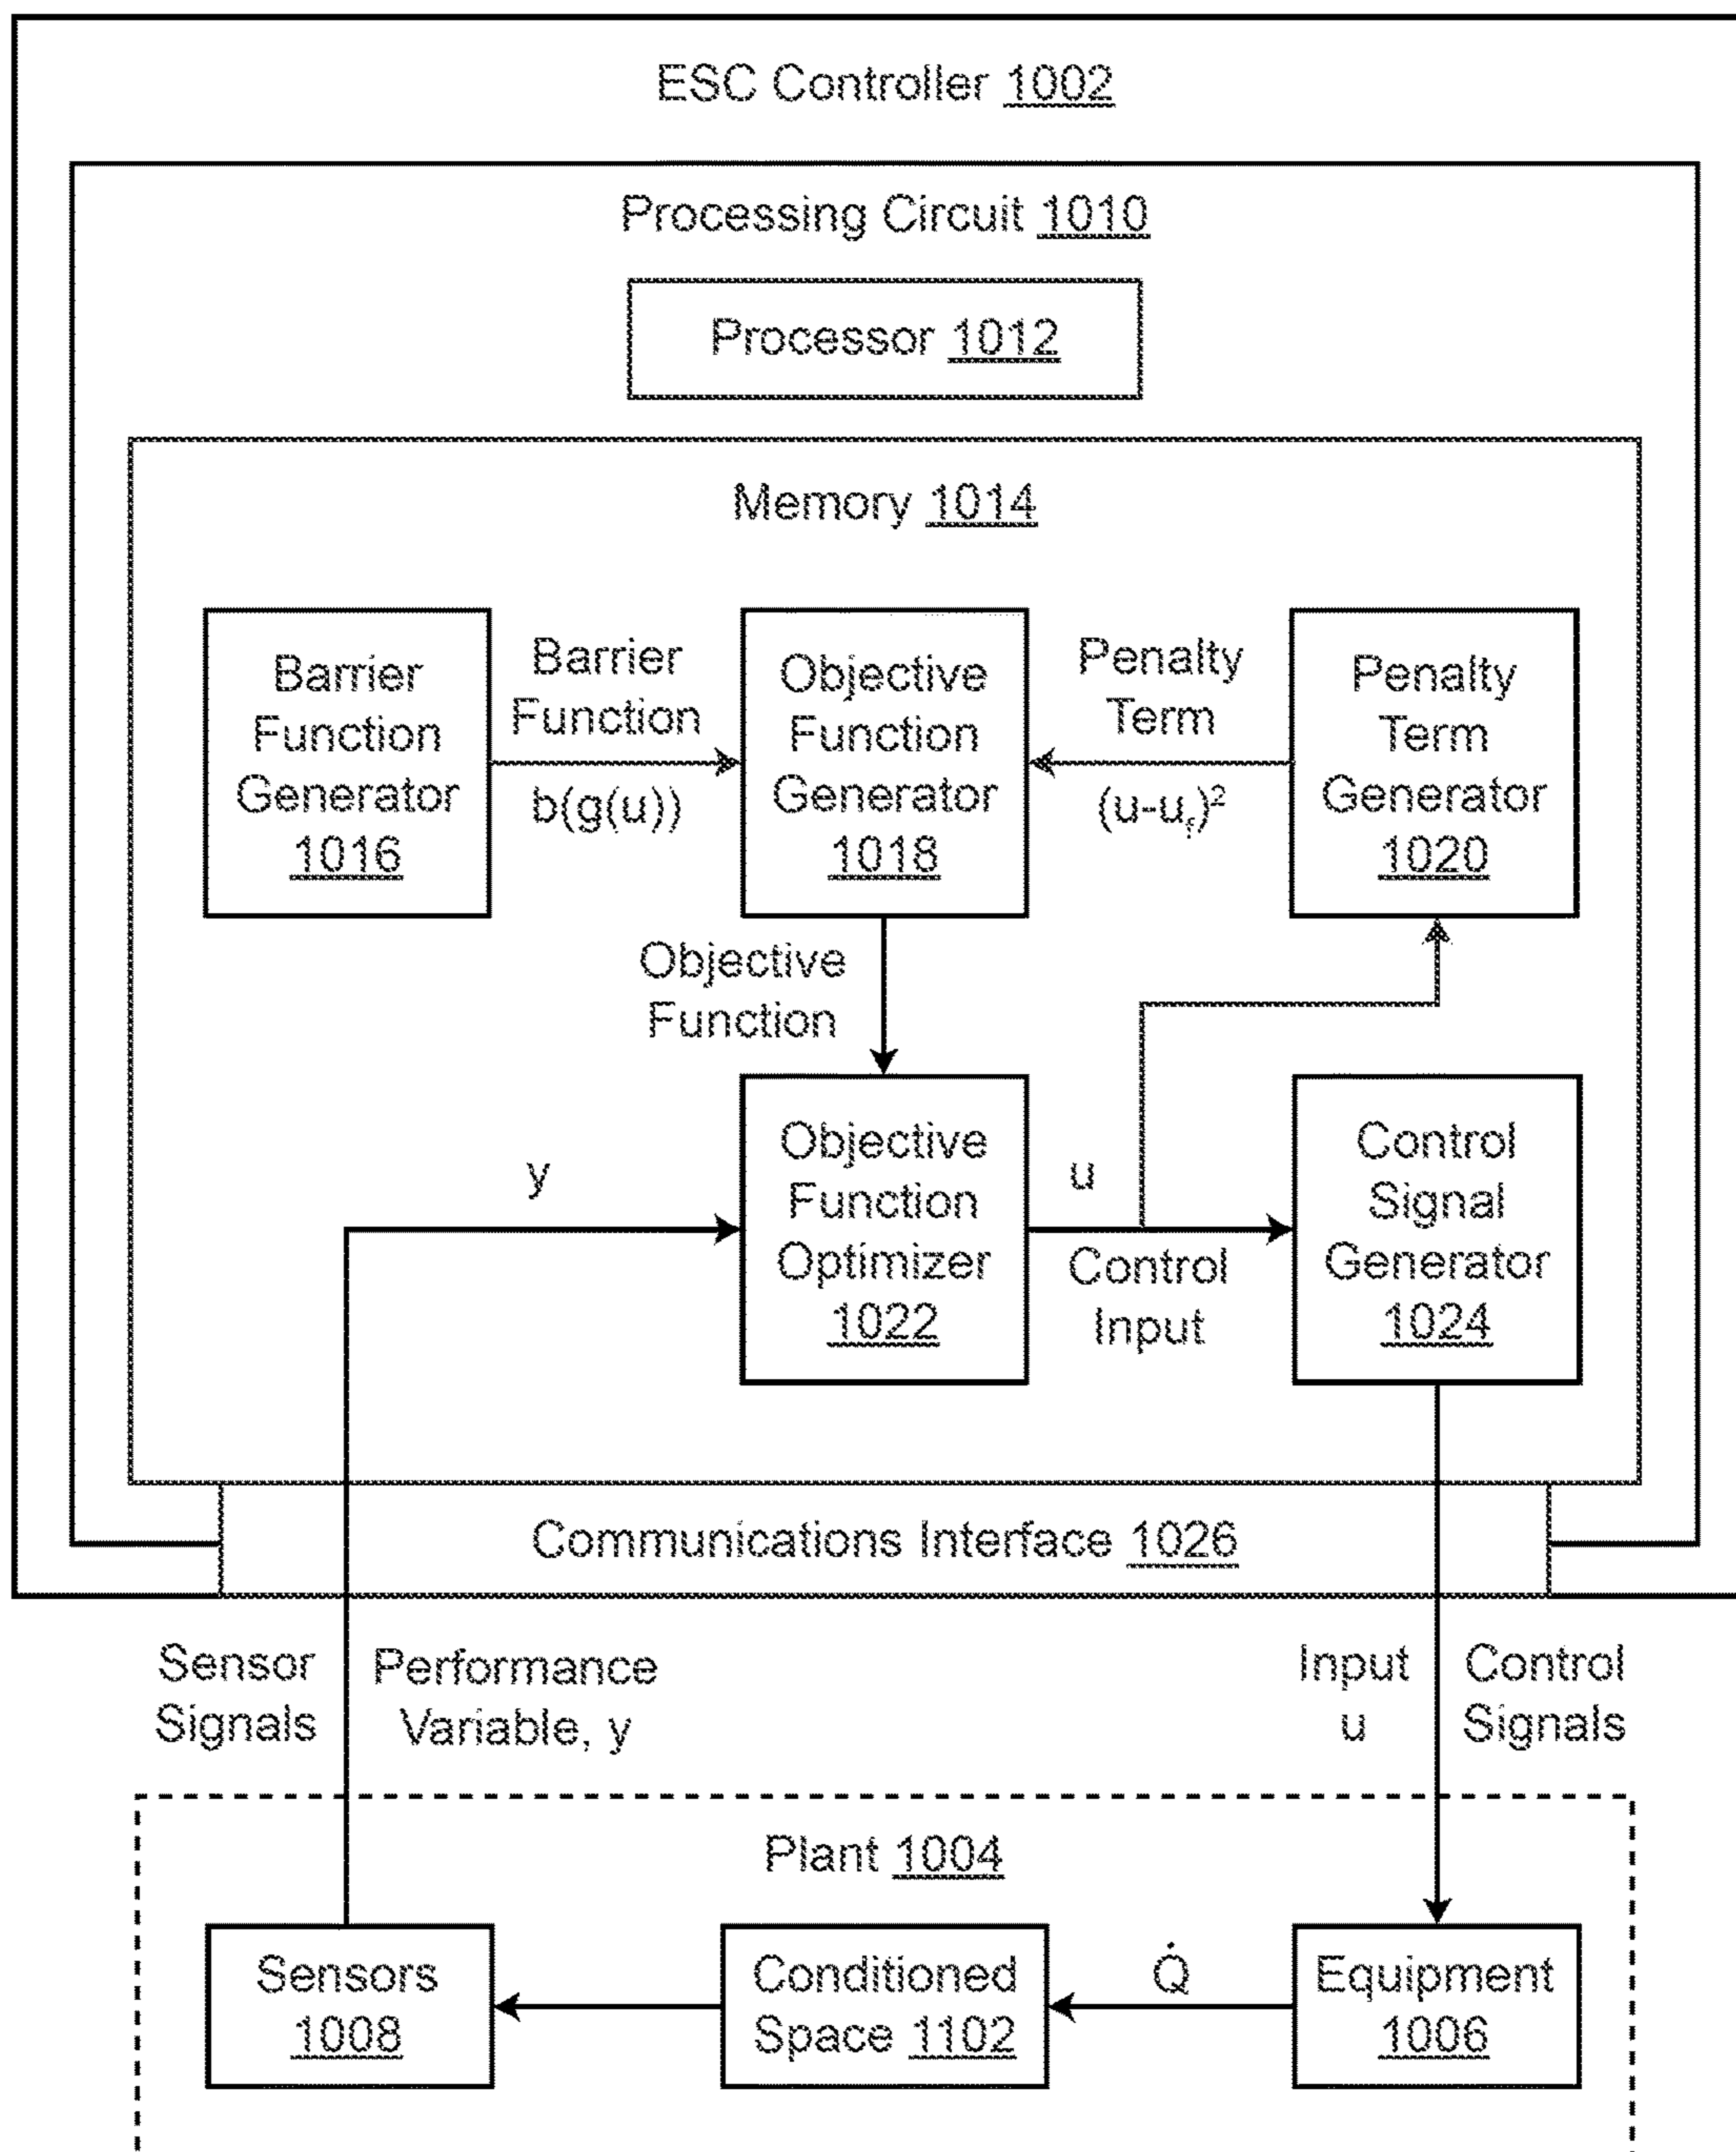 ESC Controller 1002
Processing Circuit 1010
Processor 1012
Memory 1014
Barrier
Function
Generator
1016
Barrier
Function
b(g(u))
Objective
Function
Generator
1018
Penalty
Term
(u-u_f)²
Penalty
Term
Generator
1020
Objective
Function
y
Objective
Function
Optimizer
1022
u
Control
Input
Control
Signal
Generator
1024
Communications Interface 1026
Sensor
Signals
Performance
Variable, y
Input
u
Control
Signals
Plant 1004
Sensors
1008
Conditioned
Space 1102
Q̇
Equipment
1006